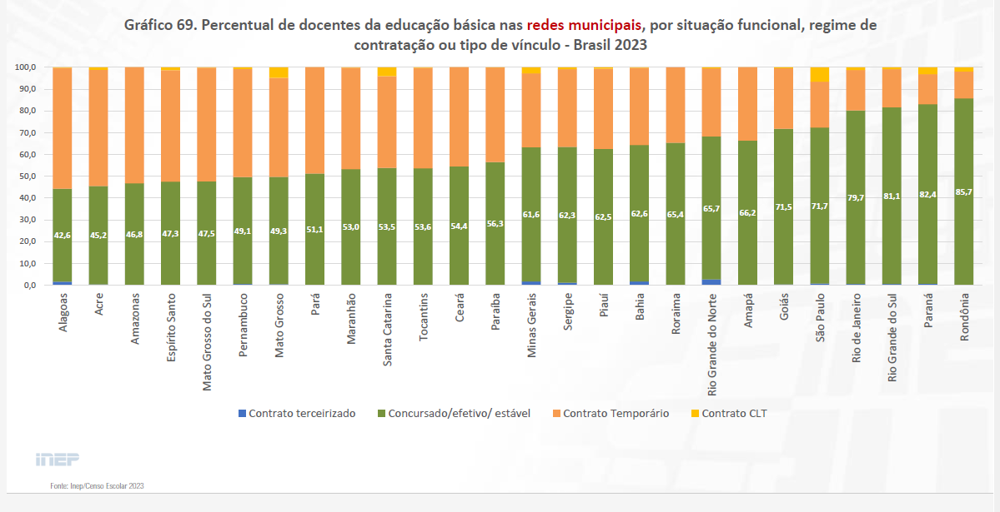 Gráfico 69. Percentual de docentes da educação básica nas redes municipais, por situação funcional, regime de
contratação ou tipo de vínculo - Brasil 2023
100,0
90,0
80,0
70,0
60,0
50,0
40,0
30,0
20,0
10,0
0,0
42,6 45,2 46,8 47,3 47,5 49,1 49,3 51,1 53,0 53,5 53,6 54,4 56,3 61,6 62,3 62,5 62,6 65,4 65,7 66,2 71,5 71,7 79,7 81,1 82,4 85,7
Alagoas
Acre
Amazonas
Espírito Santo
Mato Grosso do Sul
Pernambuco
Mato Grosso
Pará
Maranhão
Santa Catarina
Tocantins
Ceará
Paraíba
Minas Gerais
Sergipe
Piauí
Bahia
Roraima
Rio Grande do Norte
Amapá
Goiás
São Paulo
Rio de Janeiro
Rio Grande do Sul
Paraná
Rondônia
Contrato terceirizado Concursado/efetivo/ estável Contrato Temporário Contrato CLT
inep
Fonte: Inep/Censo Escolar 2023